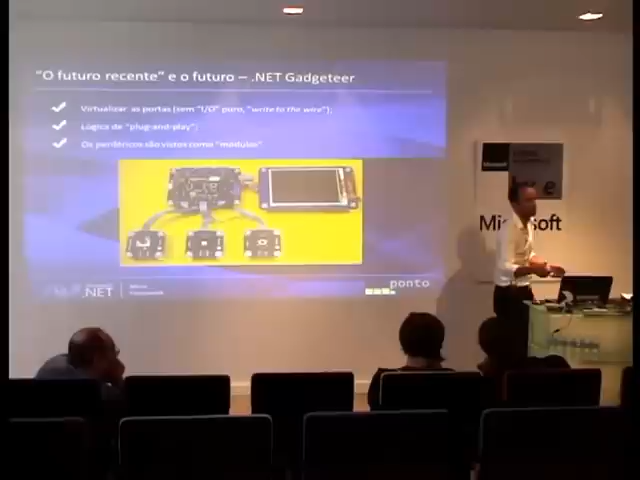 "O futuro recente" e o futuro – .NET Gadgeteer
Virtualizar as portas (sem "I/O" puro, "write to the wire");
Lógica de "plug-and-play";
Os periféricos são vistos como "módulos"
.NET
ponto
Microsoft